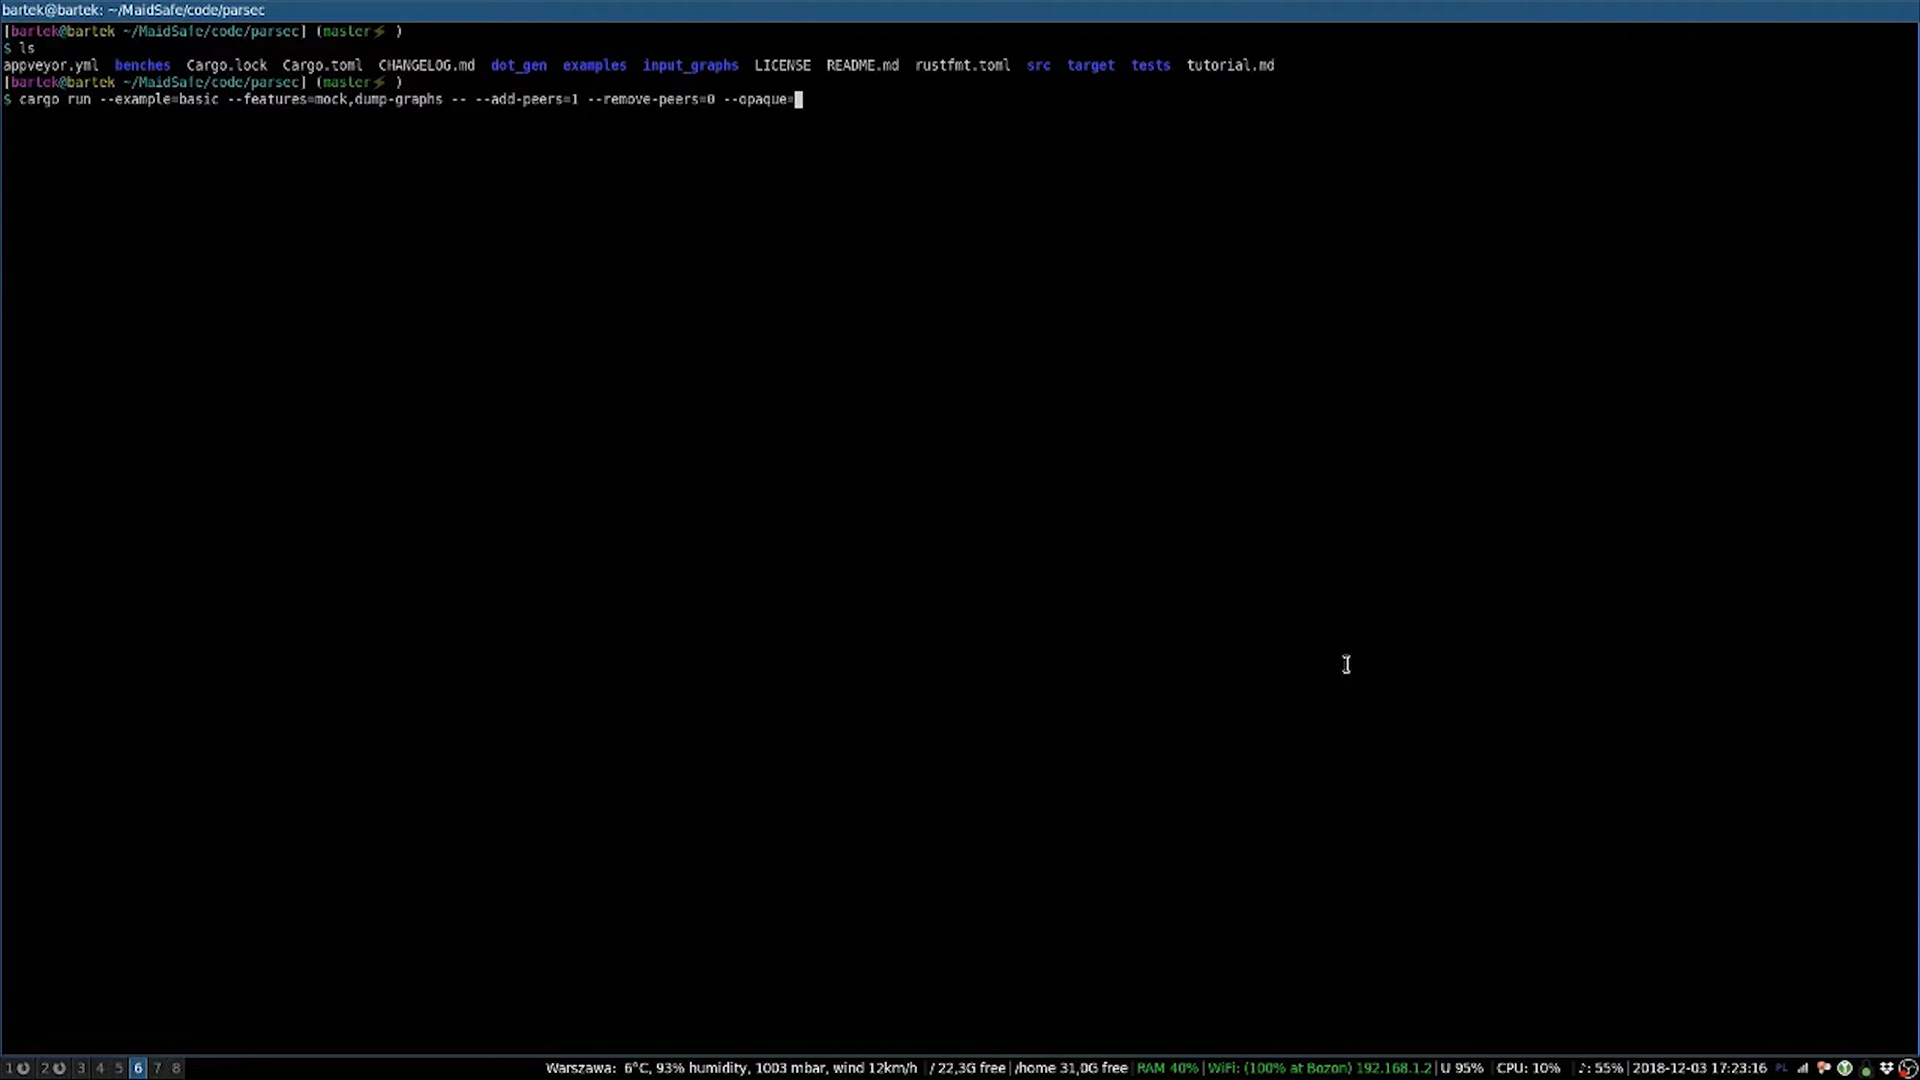 bartek@bartek: ~/MaidSafe/code/parsec
[bartek@bartek ~/MaidSafe/code/parsec] (master⚡ )
$ ls
appveyor.yml benches Cargo.lock Cargo.toml CHANGELOG.md dot_gen examples input_graphs LICENSE README.md rustfmt.toml src target tests tutorial.md
[bartek@bartek ~/MaidSafe/code/parsec] (master⚡ )
$ cargo run --example=basic --features=mock,dump-graphs -- --add-peers=1 --remove-peers=0 --opaque=
1 2 3 4 5 6 7 8 Warszawa: 6°C, 93% humidity, 1003 mbar, wind 12km/h | / 22,3G free | /home 31,0G free | RAM 40% | WiFi: (100% at Bozon) 192.168.1.2 | U 95% | CPU: 10% | ♪: 55% | 2018-12-03 17:23:16 PL